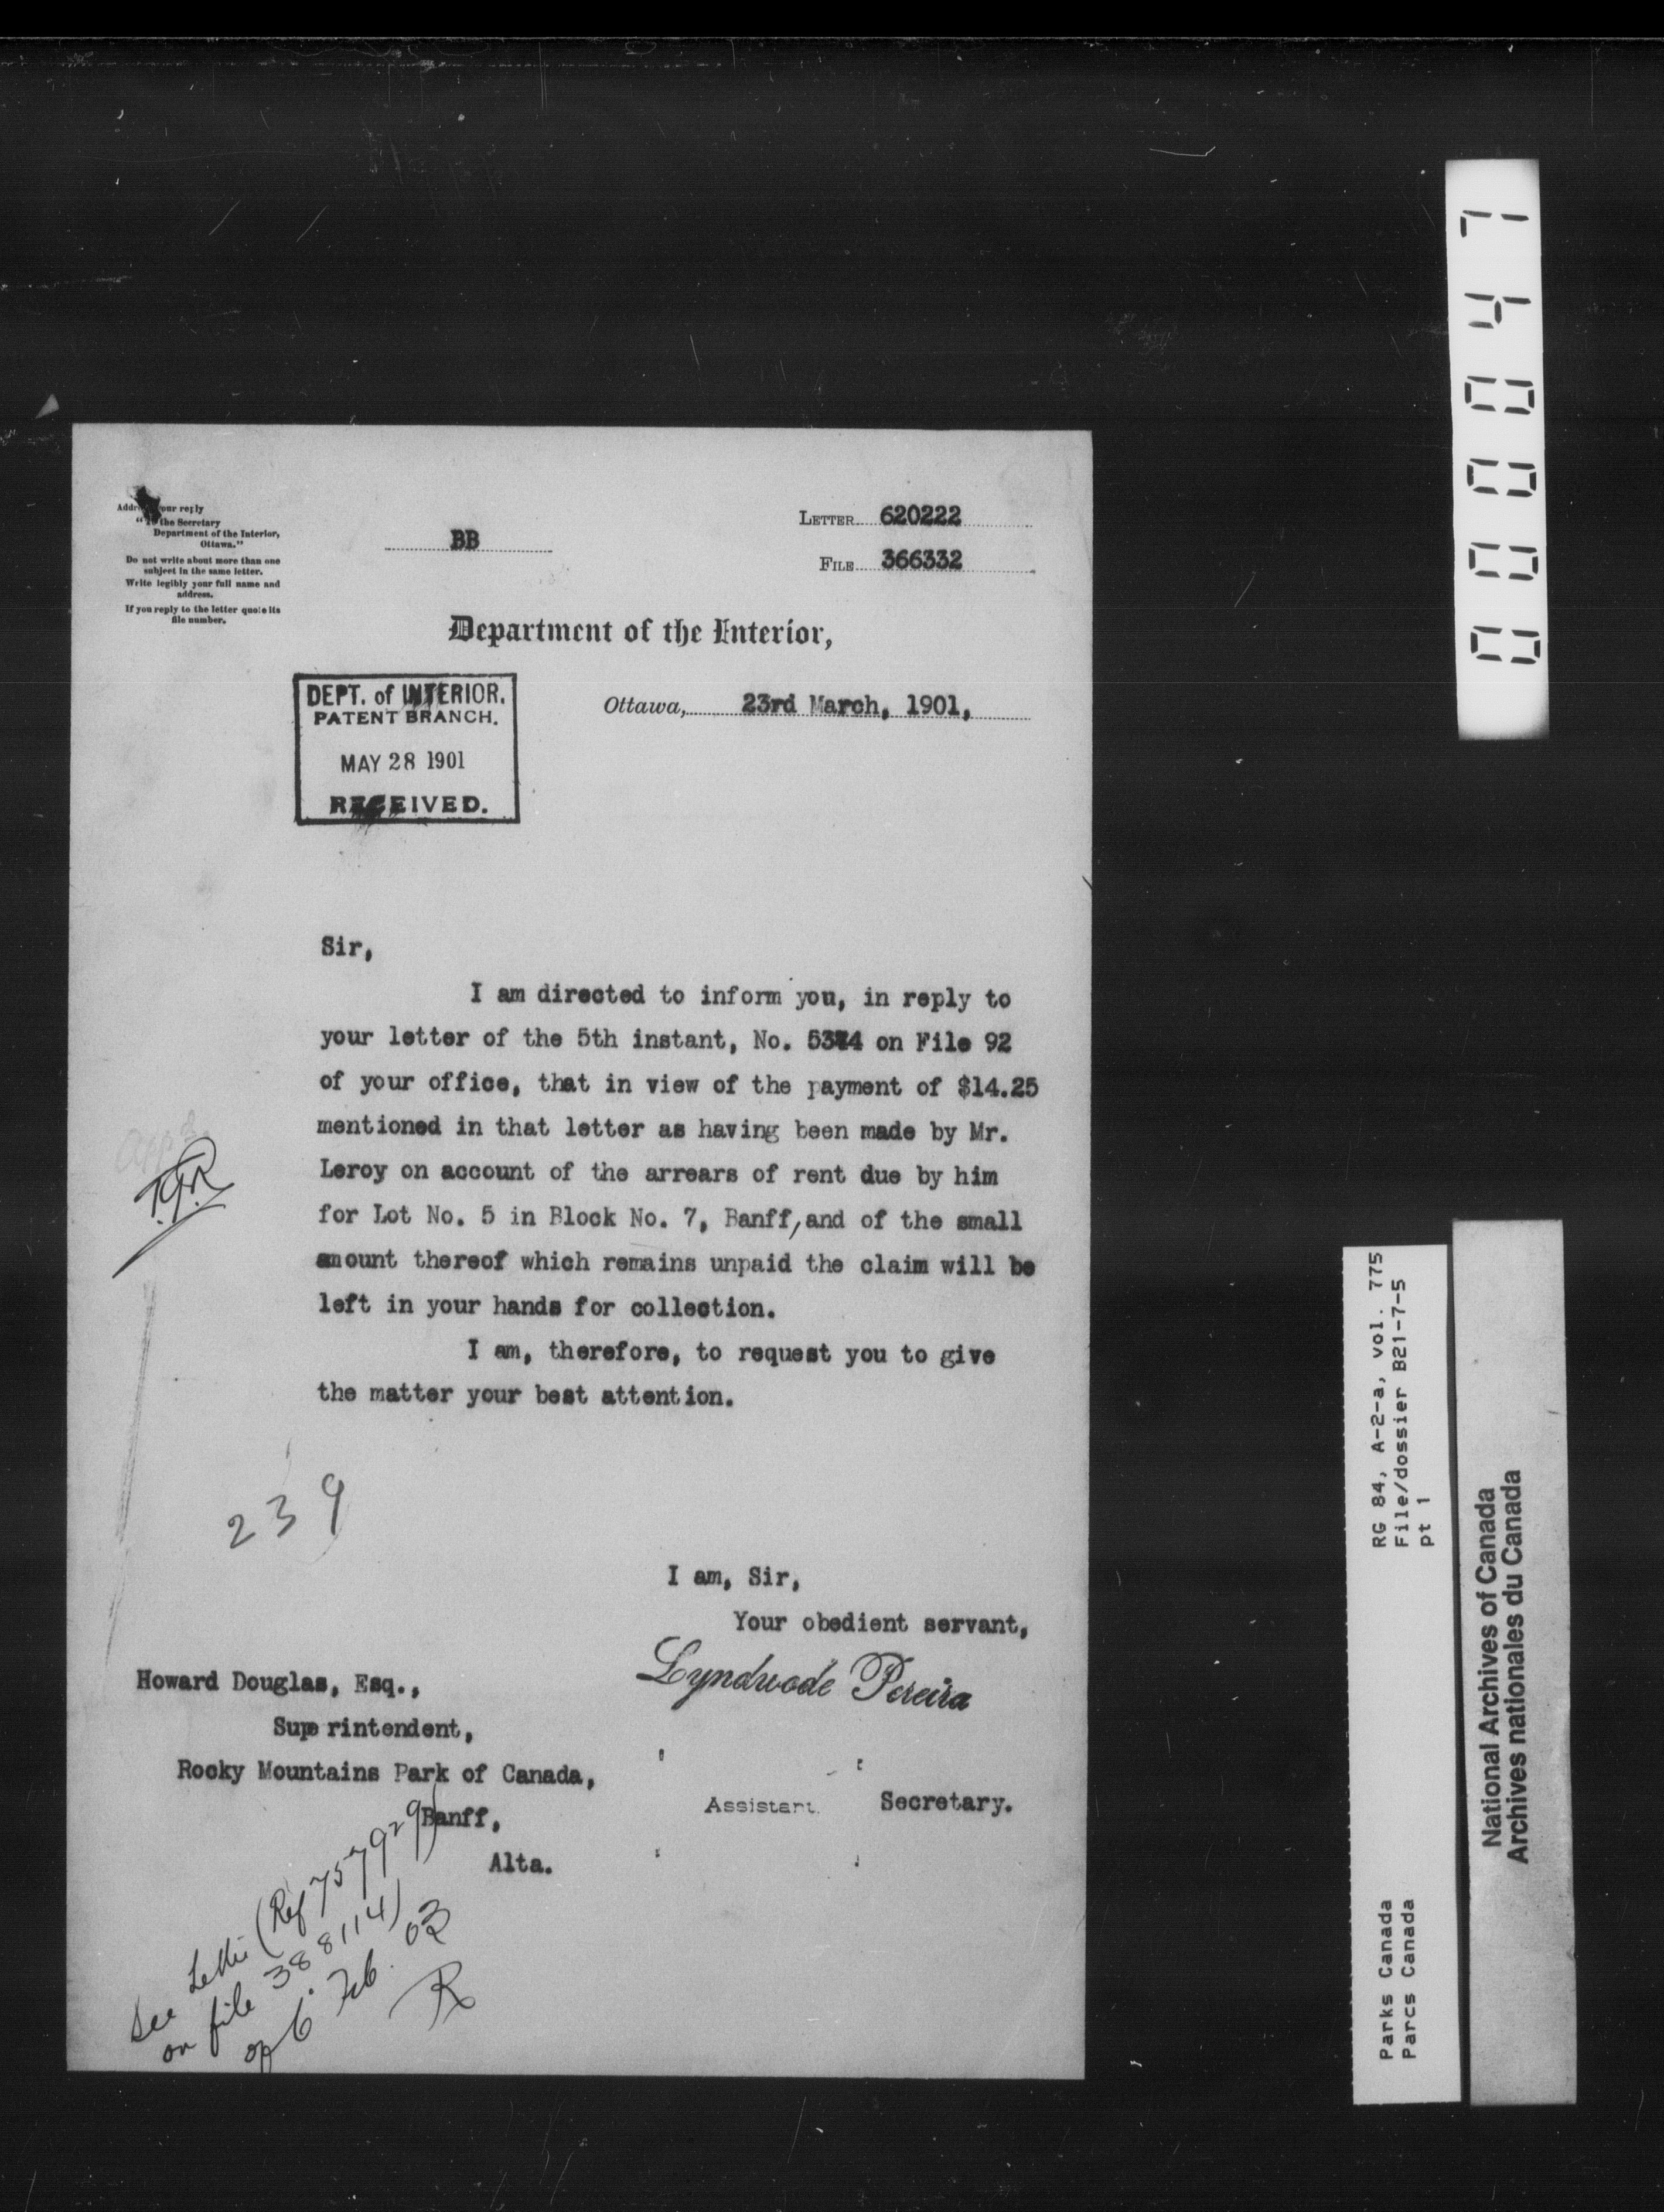 Address your reply
"To the Secretary
Department of the Interior,
Ottawa."
Do not write about more than one
subject in the same letter.
Write legibly your full name and
address.
If you reply to the letter quote its
file number.
BB
LETTER 620222
FILE 366332
Department of the Interior,
DEPT. of INTERIOR.
PATENT BRANCH.
MAY 28 1901
RECEIVED.
Ottawa, 23rd March, 1901,
Sir,
I am directed to inform you, in reply to
your letter of the 5th instant, No. 5374 on File 92
of your office, that in view of the payment of $14.25
mentioned in that letter as having been made by Mr.
Leroy on account of the arrears of rent due by him
for Lot No. 5 in Block No. 7, Banff, and of the small
amount thereof which remains unpaid the claim will be
left in your hands for collection.
I am, therefore, to request you to give
the matter your best attention.
239
I am, Sir,
Your obedient servant,
Lyndwode Pereira
Assistant Secretary.
Howard Douglas, Esq.,
Superintendent,
Rocky Mountains Park of Canada,
Banff,
Alta.
See Letter (Ref 757929)
on file 388114)
of 6. Feb. 03
R
000047
RG 84, A-2-a, vol. 775
File/dossier B21-7-5
pt 1
Parks Canada
Parcs Canada
National Archives of Canada
Archives nationales du Canada